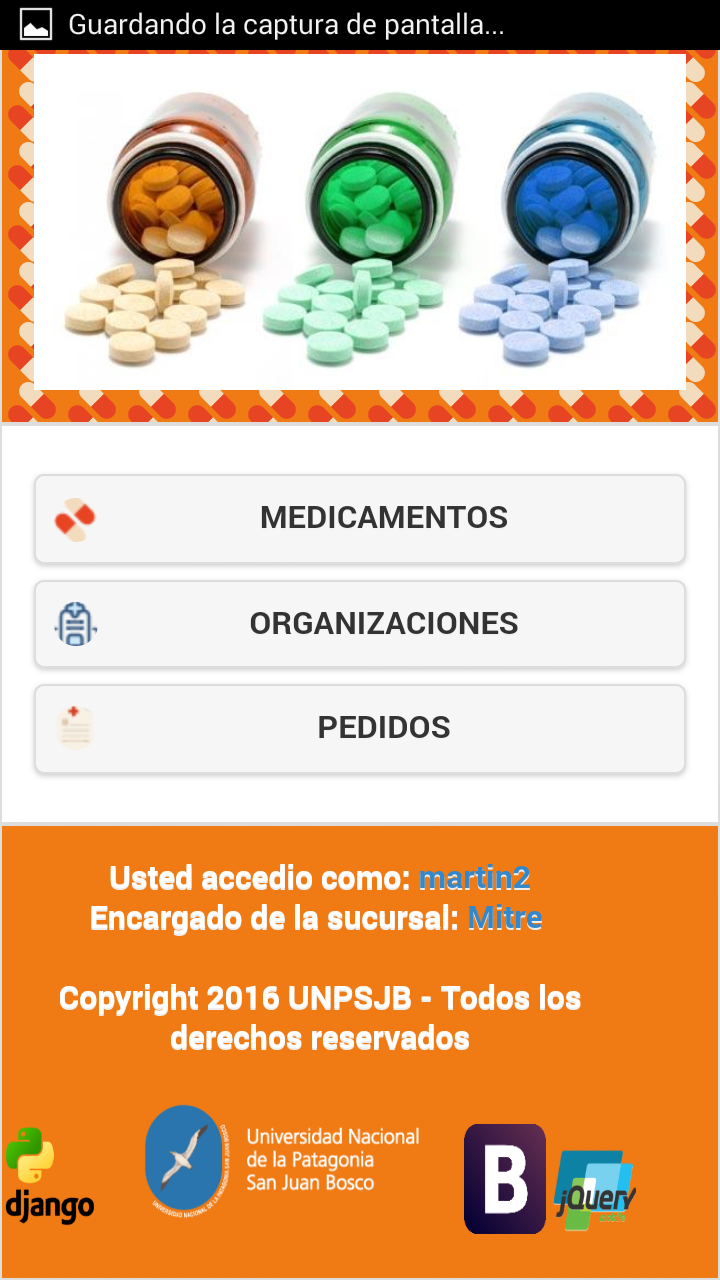 Guardando la captura de pantalla...
MEDICAMENTOS
ORGANIZACIONES
PEDIDOS
Usted accedio como: martin2
Encargado de la sucursal: Mitre
Copyright 2016 UNPSJB - Todos los
derechos reservados
django
UNIVERSIDAD NACIONAL DE LA PATAGONIA SAN JUAN BOSCO
Universidad Nacional
de la Patagonia
San Juan Bosco
B
jQuery